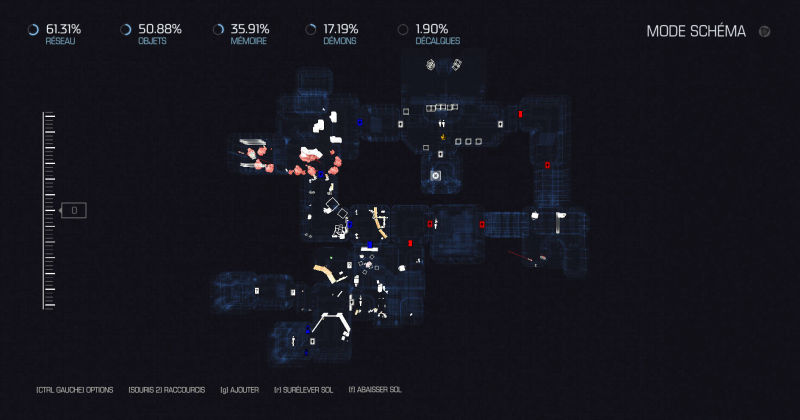 61.31%
RÉSEAU
50.88%
OBJETS
35.91%
MÉMOIRE
17.19%
DÉMONS
1.90%
DÉCALQUES
MODE SCHÉMA
0
[CTRL GAUCHE] OPTIONS [SOURIS 2] RACCOURCIS [g] AJOUTER [r] SURÉLEVER SOL [f] ABAISSER SOL